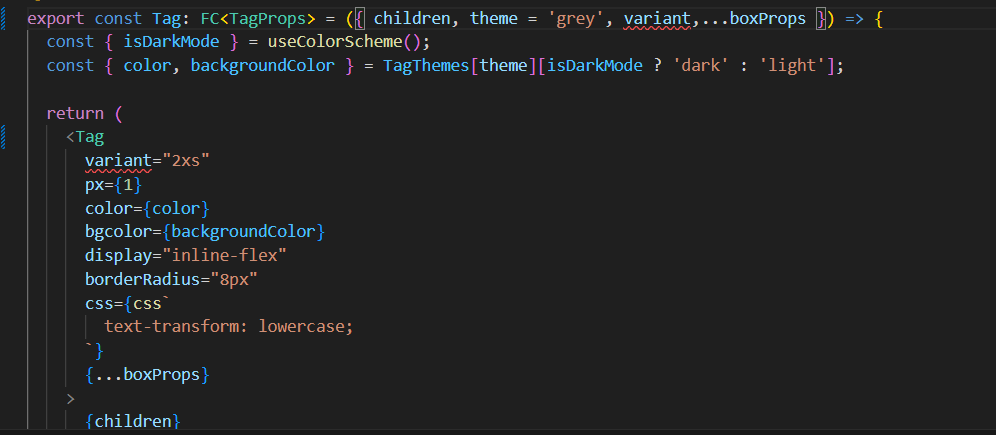 export const Tag: FC<TagProps> = ({ children, theme = 'grey', variant,...boxProps }) => {
const { isDarkMode } = useColorScheme();
const { color, backgroundColor } = TagThemes[theme][isDarkMode ? 'dark' : 'light'];
return (
<Tag
variant="2xs"
px={1}
color={color}
bgcolor={backgroundColor}
display="inline-flex"
borderRadius="8px"
css={css`
text-transform: lowercase;
`}
{...boxProps}
>
{children}